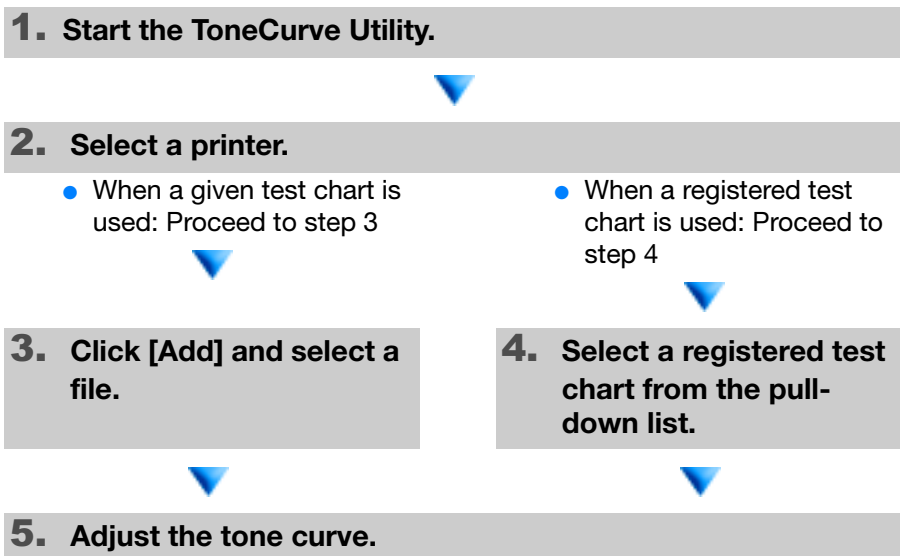 1. Start the ToneCurve Utility.
2. Select a printer.
● When a given test chart is
used: Proceed to step 3
● When a registered test
chart is used: Proceed to
step 4
3. Click [Add] and select a
file.
4. Select a registered test
chart from the pull-
down list.
5. Adjust the tone curve.